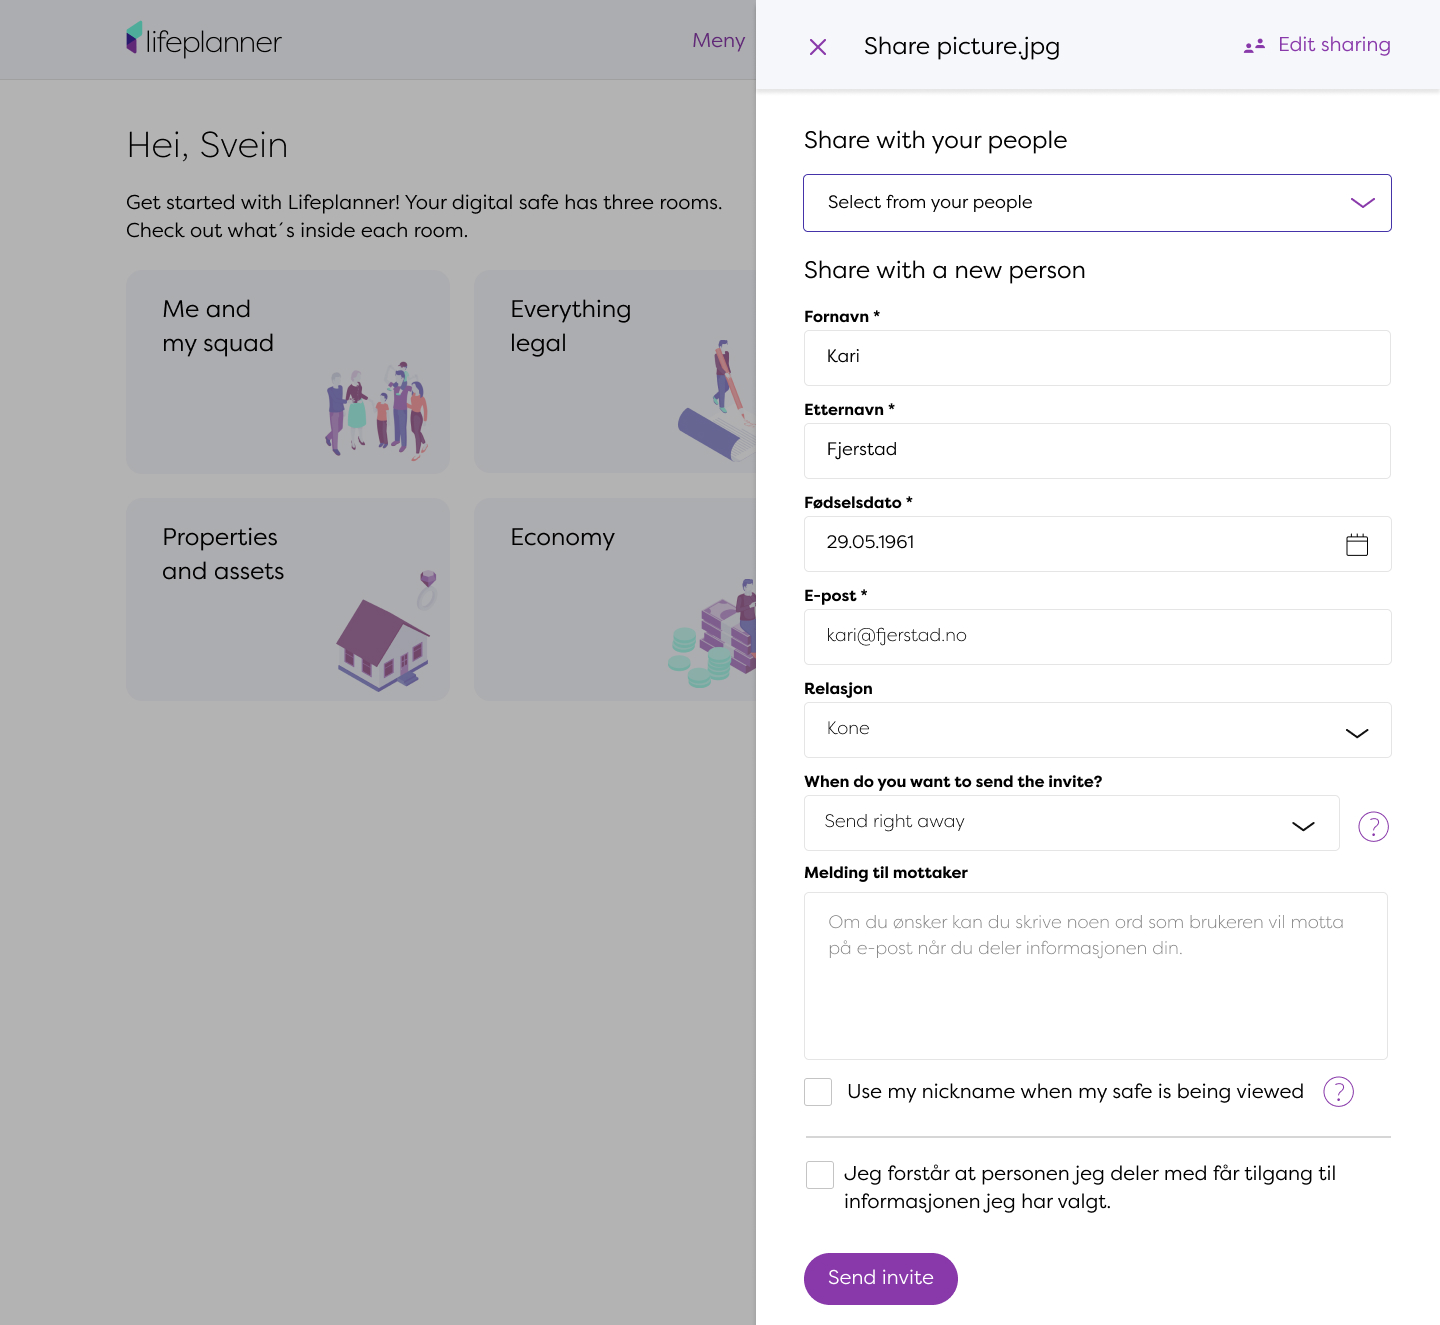 lifeplanner
Meny
Hei, Svein
Get started with Lifeplanner! Your digital safe has three rooms.
Check out what´s inside each room.
Me and
my squad
Everything
legal
Properties
and assets
Economy
Share picture.jpg
Edit sharing
Share with your people
Select from your people
Share with a new person
Fornavn *
Kari
Etternavn *
Fjerstad
Fødselsdato *
29.05.1961
E-post *
kari@fjerstad.no
Relasjon
Kone
When do you want to send the invite?
Send right away
?
Melding til mottaker
Om du ønsker kan du skrive noen ord som brukeren vil motta
på e-post når du deler informasjonen din.
Use my nickname when my safe is being viewed
?
Jeg forstår at personen jeg deler med får tilgang til
informasjonen jeg har valgt.
Send invite